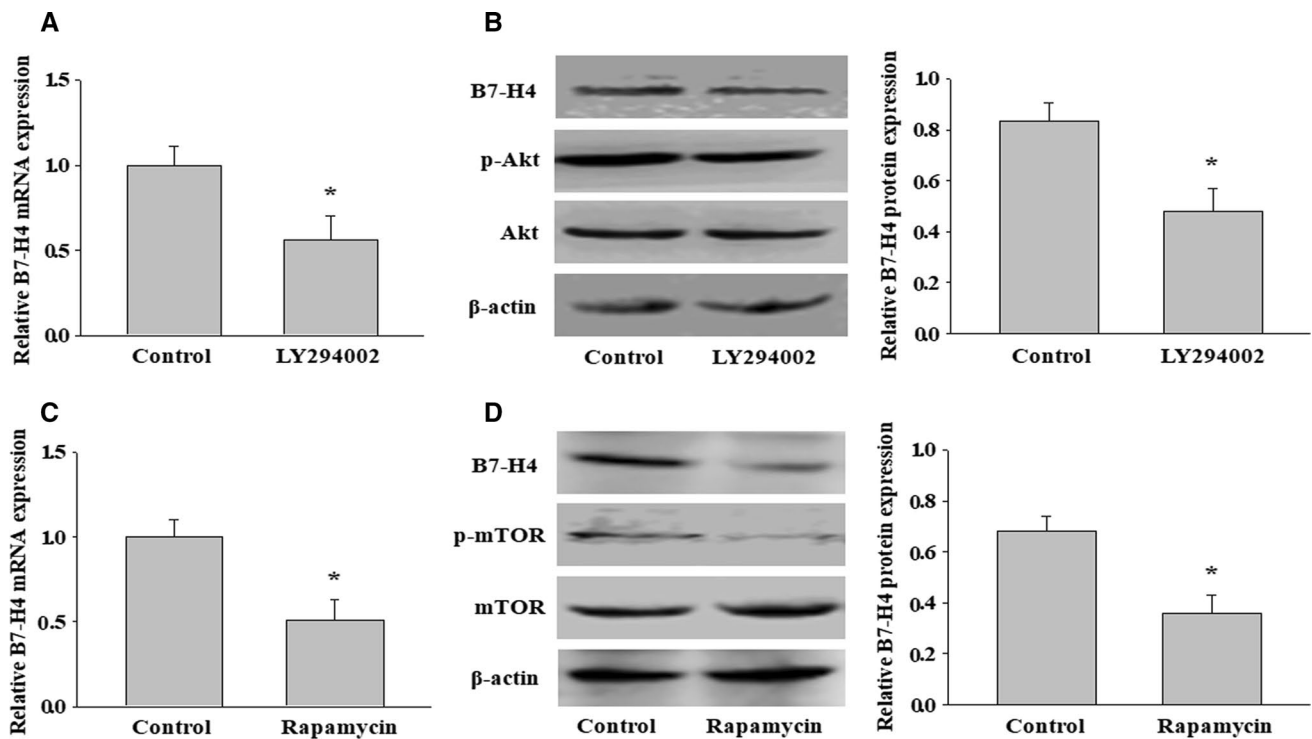 A
Relative B7-H4 mRNA expression
1.5
1.0
0.5
0.0
*
Control LY294002
B
B7-H4
p-Akt
Akt
β-actin
Control LY294002
Relative B7-H4 protein expression
1.0
0.8
0.6
0.4
0.2
0.0
*
Control LY294002
C
Relative B7-H4 mRNA expression
1.5
1.0
0.5
0.0
*
Control Rapamycin
D
B7-H4
p-mTOR
mTOR
β-actin
Control Rapamycin
Relative B7-H4 protein expression
1.0
0.8
0.6
0.4
0.2
0.0
*
Control Rapamycin